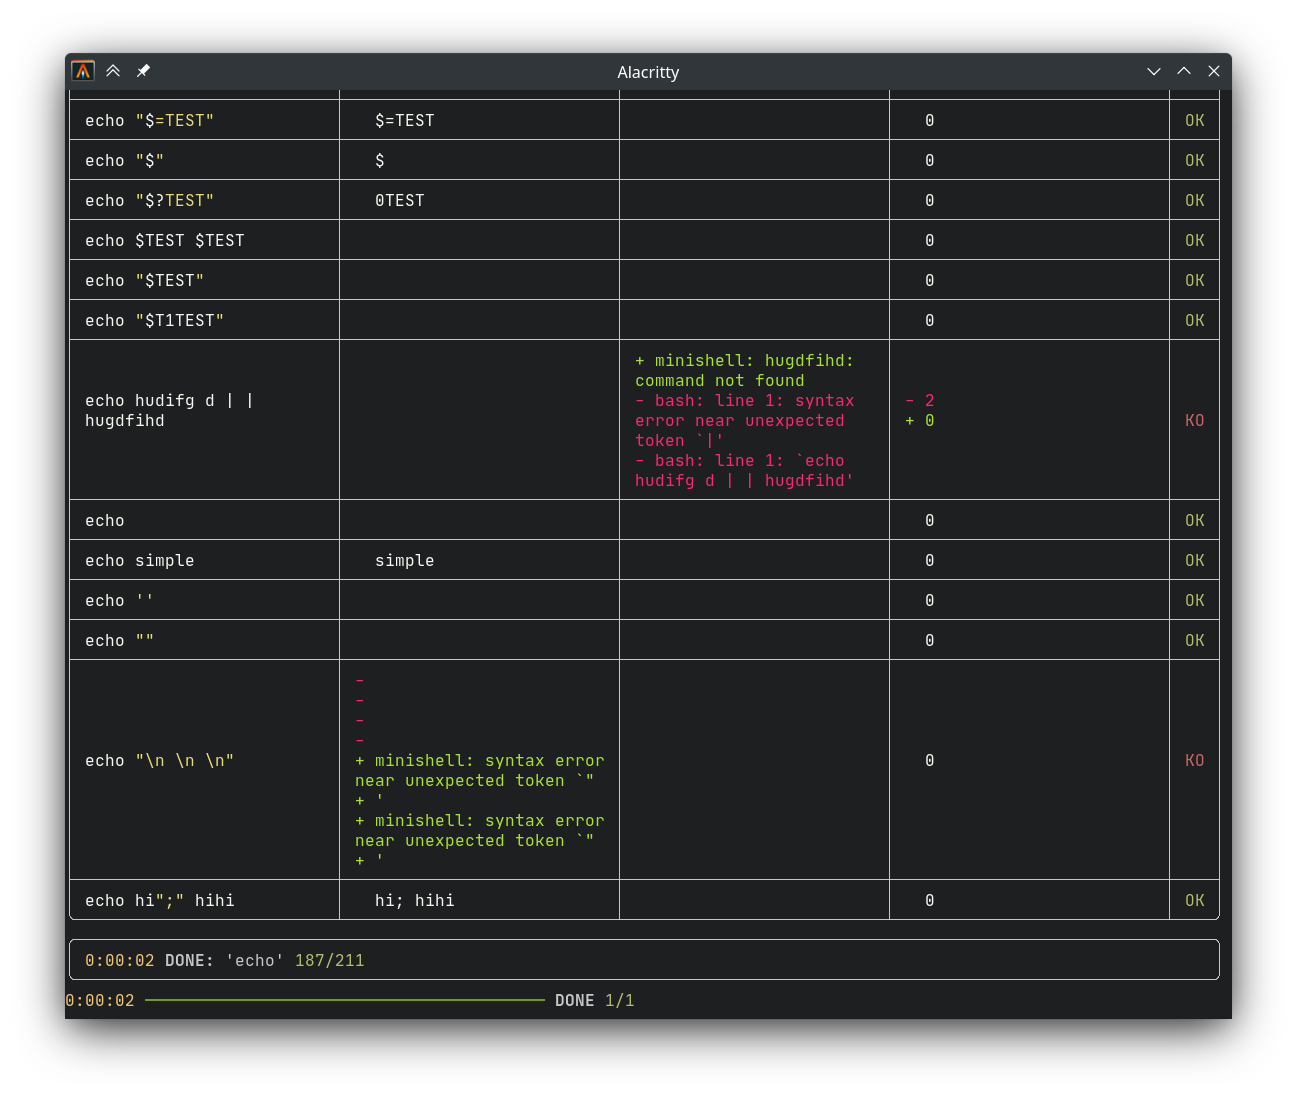 Alacritty
echo "$=TEST" $=TEST 0 OK
echo "$" $ 0 OK
echo "$?TEST" 0TEST 0 OK
echo $TEST $TEST 0 OK
echo "$TEST" 0 OK
echo "$T1TEST" 0 OK
echo hudifg d | |
hugdfihd
+ minishell: hugdfihd:
command not found
- bash: line 1: syntax
error near unexpected
token `|'
- bash: line 1: `echo
hudifg d | | hugdfihd'
- 2
+ 0
KO
echo 0 OK
echo simple simple 0 OK
echo '' 0 OK
echo "" 0 OK
echo "\n \n \n"
-
-
-
-
+ minishell: syntax error
near unexpected token `"
+ '
+ minishell: syntax error
near unexpected token `"
+ '
0
KO
echo hi";" hihi hi; hihi 0 OK
0:00:02 DONE: 'echo' 187/211
0:00:02 DONE 1/1